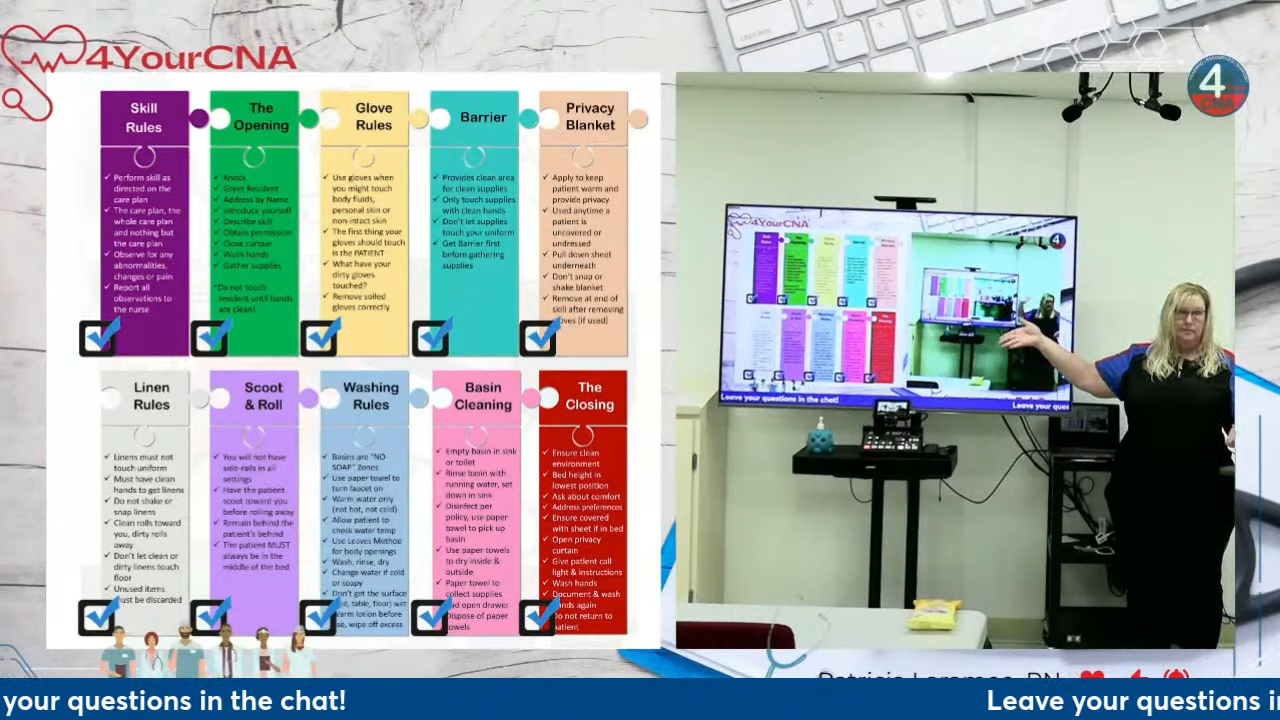 4YourCNA
Skill
Rules
Perform skill as
directed on the
care plan
The care plan, the
whole care plan
and nothing but
the care plan
Observe for any
abnormalities,
changes or pain
Report all
observations to
the nurse
The
Opening
Knock
Greet Resident
Address by Name
Introduce yourself
Describe skill
Obtain permission
Close curtain
Wash hands
Gather supplies
*Do not touch
resident until hands
are clean!
Glove
Rules
Use gloves when
you might touch
body fluids,
personal skin or
non-intact skin
The first thing your
gloves should touch
is the PATIENT
What have your
dirty gloves
touched?
Remove soiled
gloves correctly
Barrier
Provides clean area
for clean supplies
Only touch supplies
with clean hands
Don't let supplies
touch your uniform
Get Barrier first
before gathering
supplies
Privacy
Blanket
Apply to keep
patient warm and
provide privacy
Used anytime a
patient is
uncovered or
undressed
Pull down sheet
underneath
Don't snap or
shake blanket
Remove at end of
skill after removing
(if used)
Linen
Rules
Linens must not
touch uniform
Must have clean
hands to get linens
Do not shake or
snap linens
Clean rolls toward
you, dirty rolls
away
Don't let clean or
dirty linens touch
floor
Unused items
must be discarded
Scoot
& Roll
You will not have
side-rails in all
settings
Have the patient
scoot toward you
before rolling away
Remain behind the
patient's behind
The patient MUST
always be in the
middle of the bed
Washing
Rules
Basins are "NO-
SOAP" Zones
Use paper towel to
turn faucet on
Warm water only
(not hot, not cold)
Allow patient to
check water temp
Use Leaves Method
for body openings
Wash, rinse, dry
Change water if cold
or soapy
Don't get the surface
table, floor) wet
Warm lotion before
wipe off excess
Basin
Cleaning
Empty basin in sink
or toilet
Rinse basin with
running water, set
down in sink
Disinfect per
policy, use paper
towel to pick up
basin
Use paper towels
to dry inside &
outside
Paper towel to
collect supplies
and open drawer
Dispose of paper
towels
The
Closing
Ensure clean
environment
Bed height in
lowest position
Ask about comfort
Address preferences
Ensure covered
with sheet if in bed
Open privacy
curtain
Give patient call
light & instructions
Wash hands
Document & wash
hands again
Do not return to
patient
4
4YourCNA
Leave your questions in the chat!
Leave your ques
your questions in the chat!
Leave your questions i